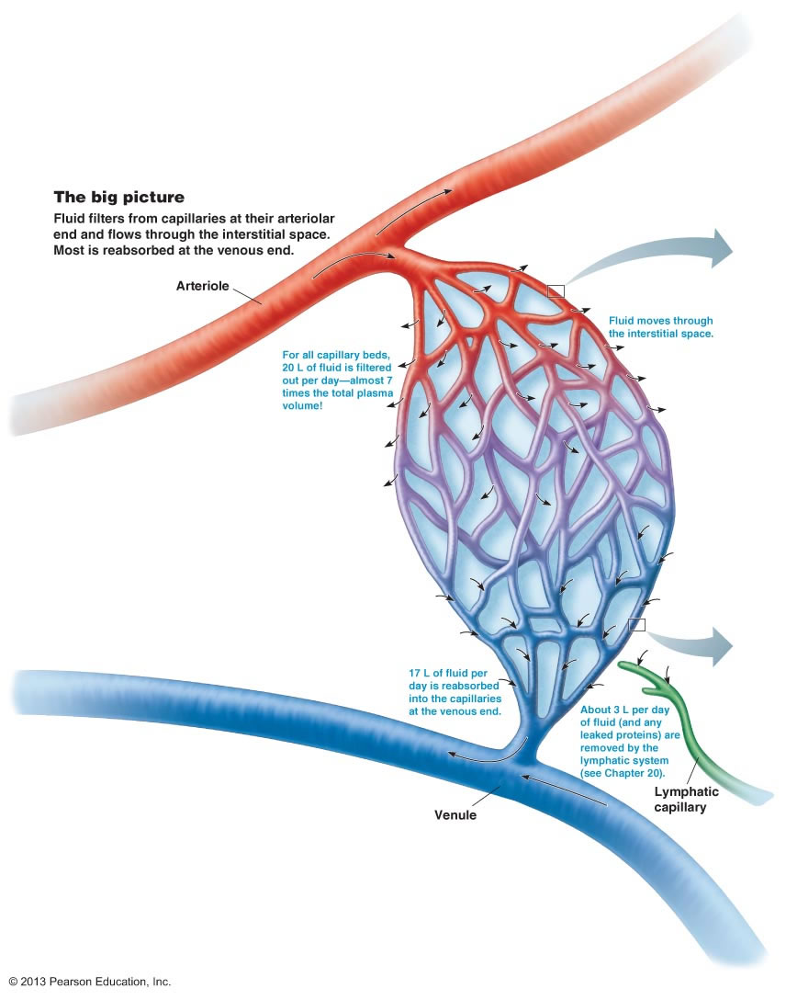 The big picture
Fluid filters from capillaries at their arteriolar
end and flows through the interstitial space.
Most is reabsorbed at the venous end.
Arteriole
Fluid moves through
the interstitial space.
For all capillary beds,
20 L of fluid is filtered
out per day—almost 7
times the total plasma
volume!
17 L of fluid per
day is reabsorbed
into the capillaries
at the venous end.
About 3 L per day
of fluid (and any
leaked proteins) are
removed by the
lymphatic system
(see Chapter 20).
Lymphatic
capillary
Venule
© 2013 Pearson Education, Inc.